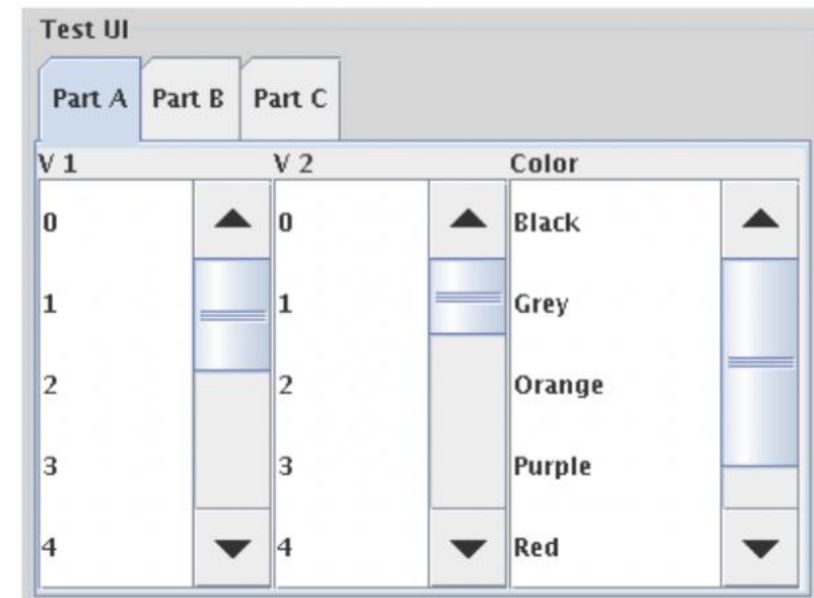 Test UI
Part A Part B Part C
V 1 V 2 Color
0 0 Black
1 1 Grey
2 2 Orange
3 3 Purple
4 4 Red